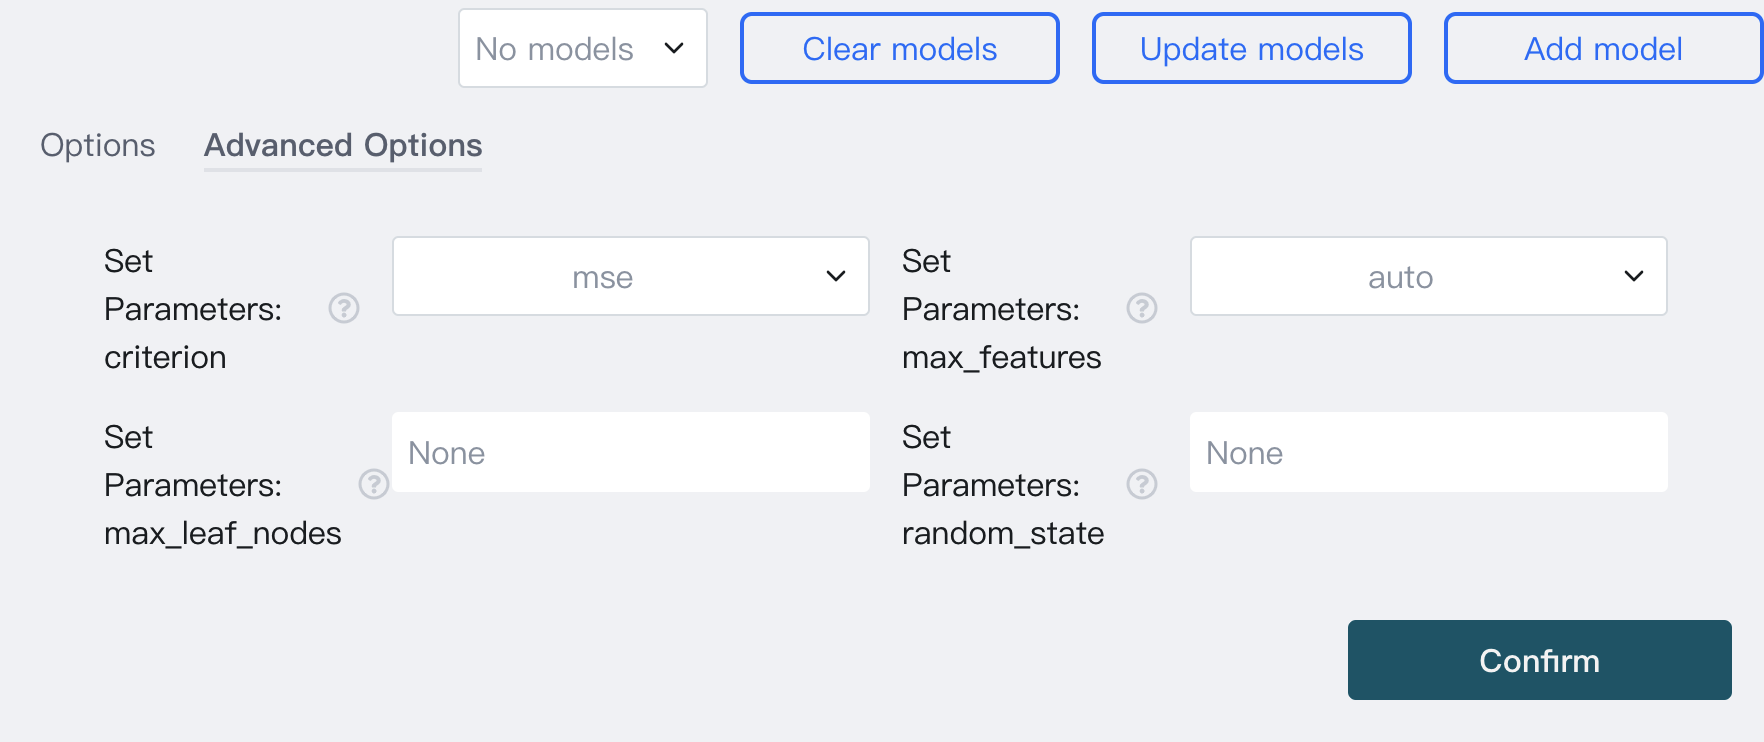 No models
Clear models
Update models
Add model
Options
Advanced Options
Set
Parameters:
criterion
mse
Set
Parameters:
max_features
auto
Set
Parameters:
max_leaf_nodes
None
Set
Parameters:
random_state
None
Confirm